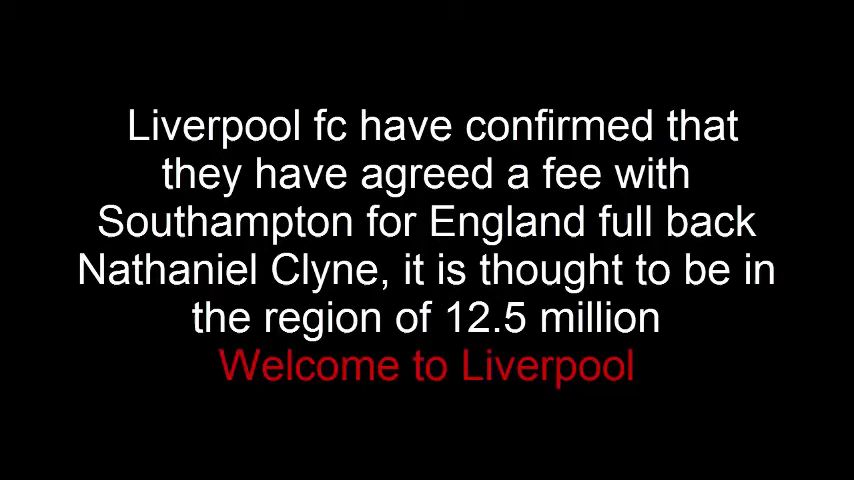 Liverpool fc have confirmed that
they have agreed a fee with
Southampton for England full back
Nathaniel Clyne, it is thought to be in
the region of 12.5 million
Welcome to Liverpool